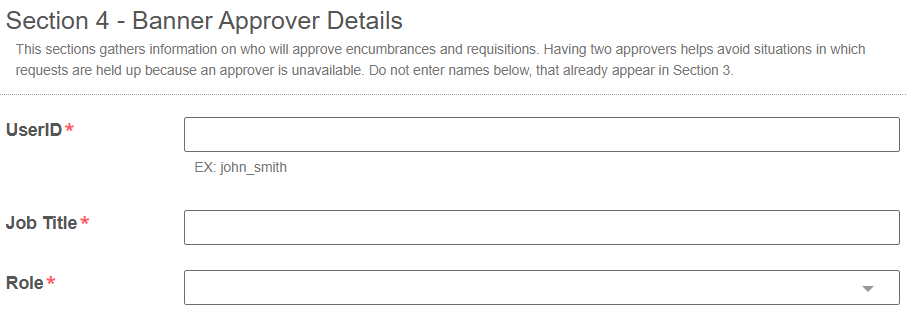 Section 4 - Banner Approver Details
This sections gathers information on who will approve encumbrances and requisitions. Having two approvers helps avoid situations in which
requests are held up because an approver is unavailable. Do not enter names below, that already appear in Section 3.
UserID*
EX: john_smith
Job Title*
Role*